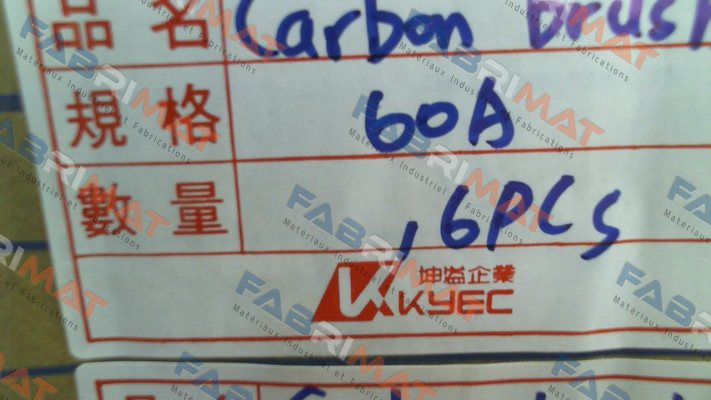 品名 Carbon brush
規格 60A
數量 16PCS
坤溢企業
KYEC
FABRIMAT
Materiaux Industriel et Fabrications